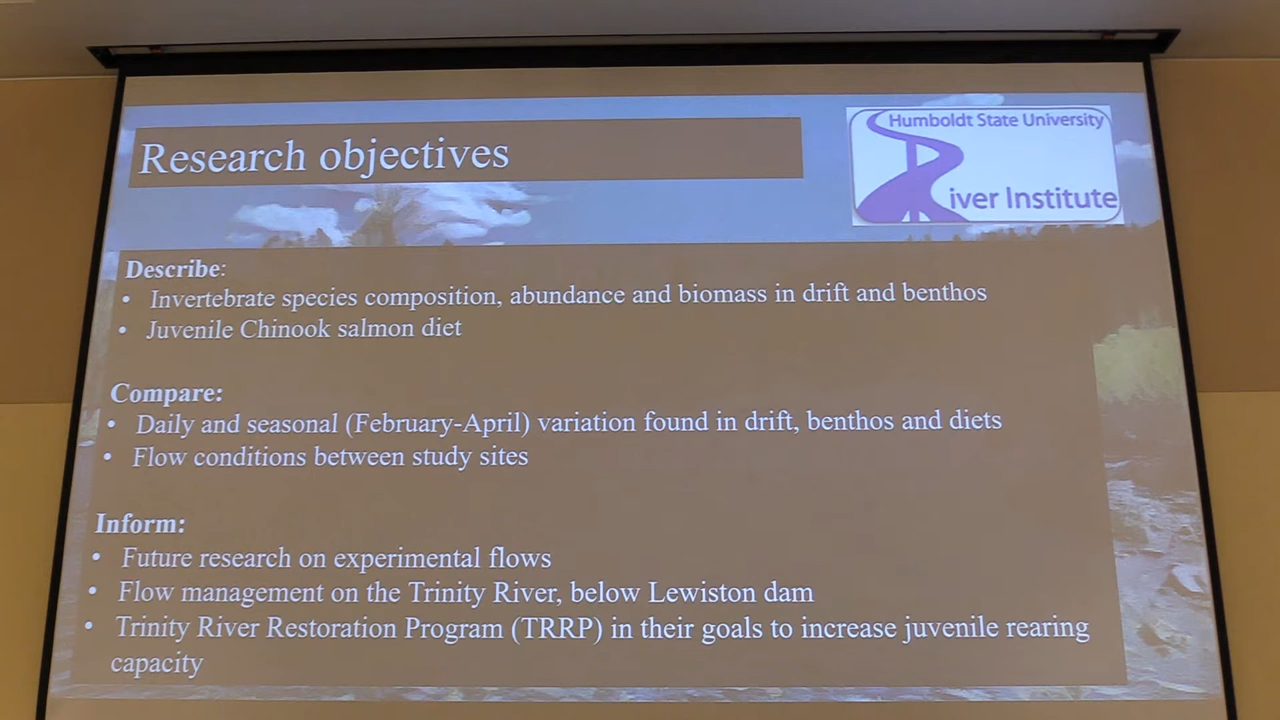 Research objectives
Humboldt State University
River Institute
Describe:
• Invertebrate species composition, abundance and biomass in drift and benthos
• Juvenile Chinook salmon diet
Compare:
• Daily and seasonal (February-April) variation found in drift, benthos and diets
• Flow conditions between study sites
Inform:
• Future research on experimental flows
• Flow management on the Trinity River, below Lewiston dam
• Trinity River Restoration Program (TRRP) in their goals to increase juvenile rearing
capacity